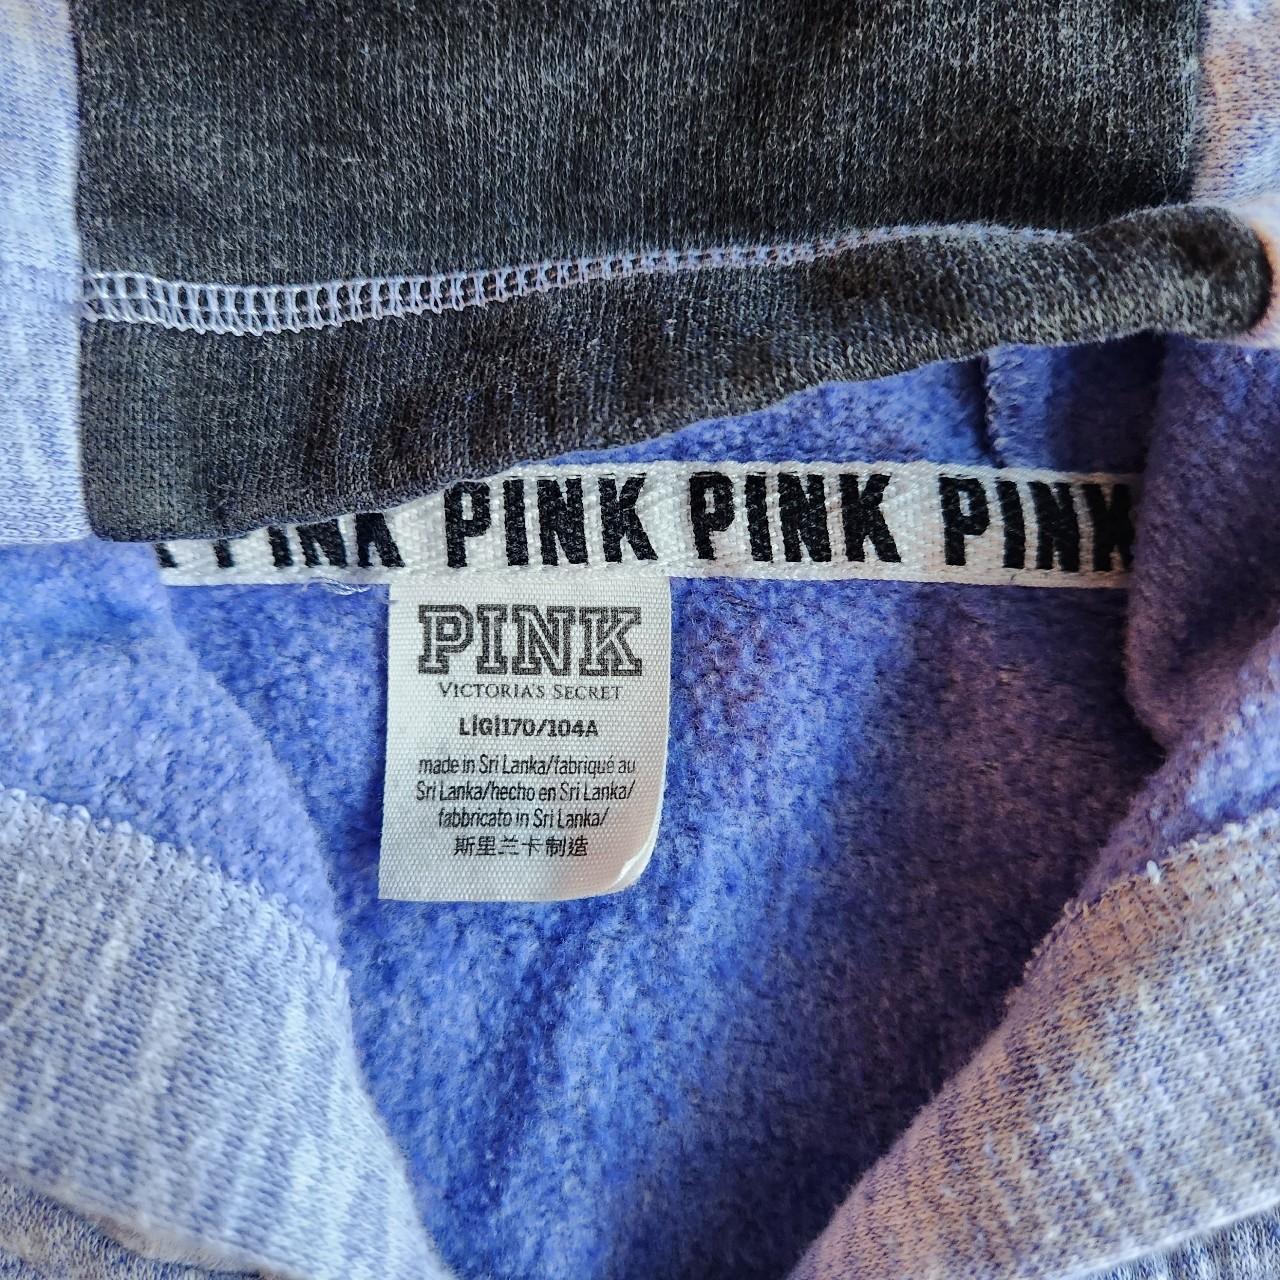 PINK PINK PINK PINK
PINK
VICTORIA'S SECRET
L|G|170/104A
made in Sri Lanka/fabriqué au
Sri Lanka/hecho en Sri Lanka/
fabbricato in Sri Lanka/
斯里兰卡制造